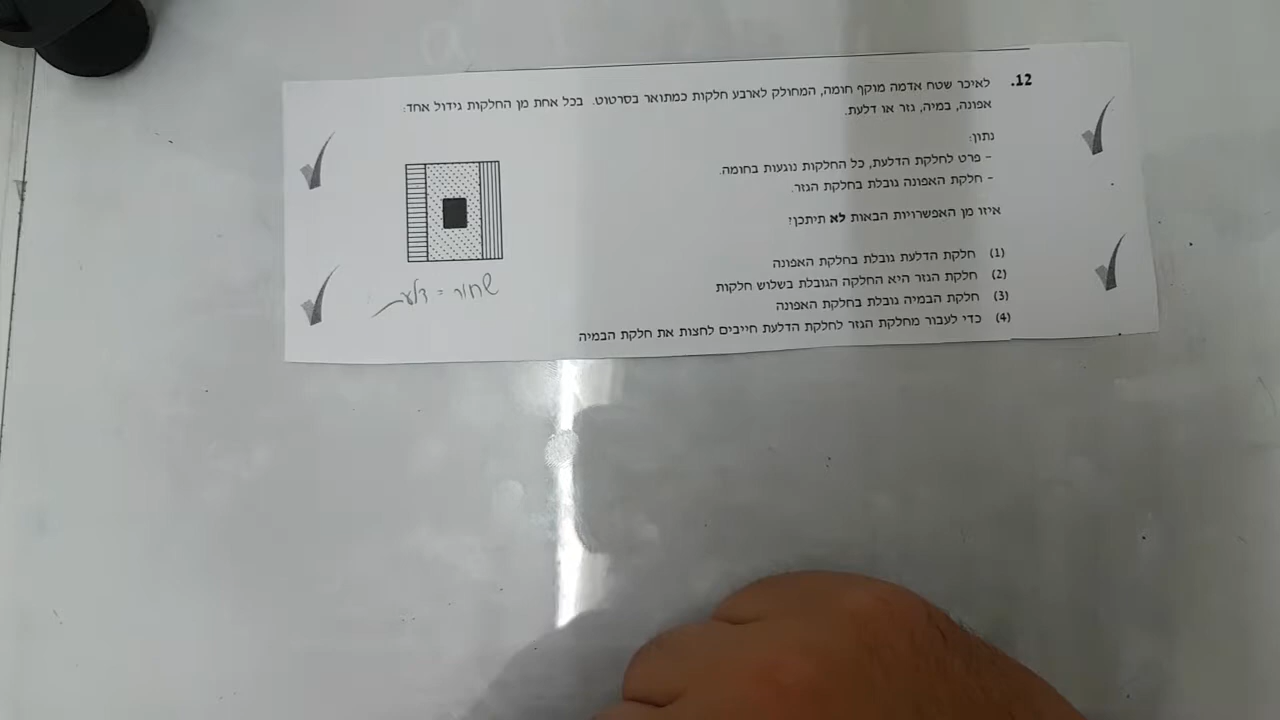 12. לאיכר שטח אדמה מוקף חומה, המחולק לארבע חלקות כמתואר בסרטוט. בכל אחת מן החלקות גידול אחד:
אפונה, במיה, גזר או דלעת.
נתון:
- פרט לחלקת הדלעת, כל החלקות נוגעות בחומה.
- חלקת האפונה גובלת בחלקת הגזר.
איזו מן האפשרויות הבאות לא תיתכן?
(1) חלקת הדלעת גובלת בחלקת האפונה
(2) חלקת הגזר היא החלקה הגובלת בשלוש חלקות
(3) חלקת הבמיה גובלת בחלקת האפונה
(4) כדי לעבור מחלקת הגזר לחלקת הדלעת חייבים לחצות את חלקת הבמיה
שחור = דלעת